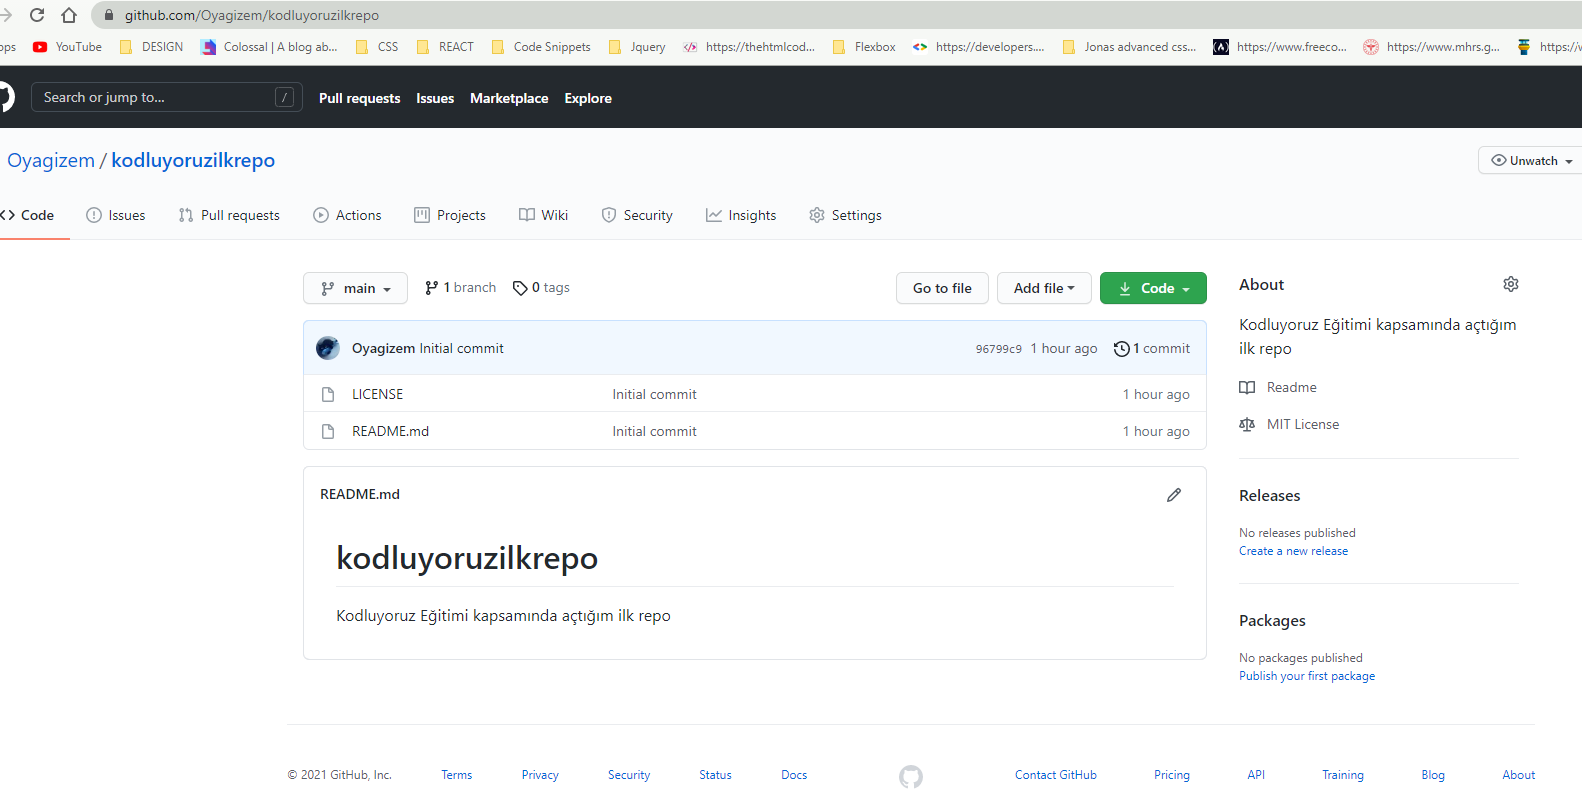 github.com/Oyagizem/kodluyoruzilkrepo
YouTube DESIGN Colossal | A blog ab... CSS REACT Code Snippets Jquery https://thehtmlcod... Flexbox https://developers.... Jonas advanced css... https://www.freeco... https://www.mhrs.g...
Search or jump to... / Pull requests Issues Marketplace Explore
Oyagizem / kodluyoruzilkrepo Unwatch
Code Issues Pull requests Actions Projects Wiki Security Insights Settings
main 1 branch 0 tags Go to file Add file Code
Oyagizem Initial commit 96799c9 1 hour ago 1 commit
LICENSE Initial commit 1 hour ago
README.md Initial commit 1 hour ago
README.md
kodluyoruzilkrepo
Kodluyoruz Eğitimi kapsamında açtığım ilk repo
About
Kodluyoruz Eğitimi kapsamında açtığım
ilk repo
Readme
MIT License
Releases
No releases published
Create a new release
Packages
No packages published
Publish your first package
© 2021 GitHub, Inc. Terms Privacy Security Status Docs Contact GitHub Pricing API Training Blog About